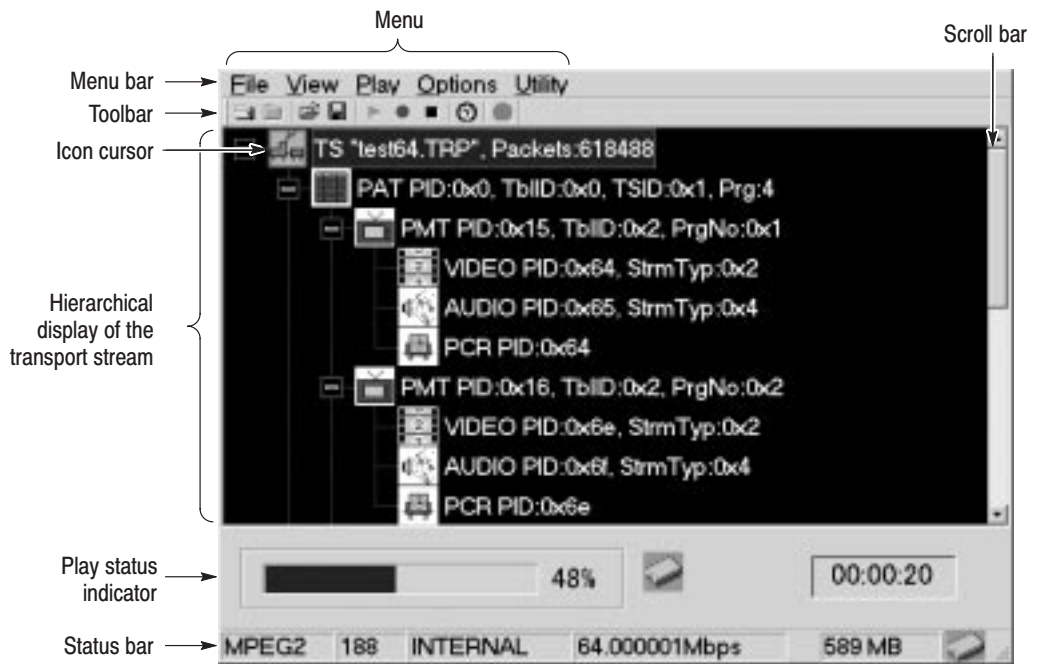 Menu
Scroll bar
Menu bar
File View Play Options Utility
Toolbar
Icon cursor
TS "test64.TRP", Packets:618488
PAT PID:0x0, TblID:0x0, TSID:0x1, Prg:4
PMT PID:0x15, TblID:0x2, PrgNo:0x1
VIDEO PID:0x64, StrmTyp:0x2
AUDIO PID:0x65, StrmTyp:0x4
PCR PID:0x64
Hierarchical
display of the
transport stream
PMT PID:0x16, TblID:0x2, PrgNo:0x2
VIDEO PID:0x6e, StrmTyp:0x2
AUDIO PID:0x6f, StrmTyp:0x4
PCR PID:0x6e
Play status
indicator
48%
00:00:20
Status bar
MPEG2 188 INTERNAL 64.000001Mbps 589 MB